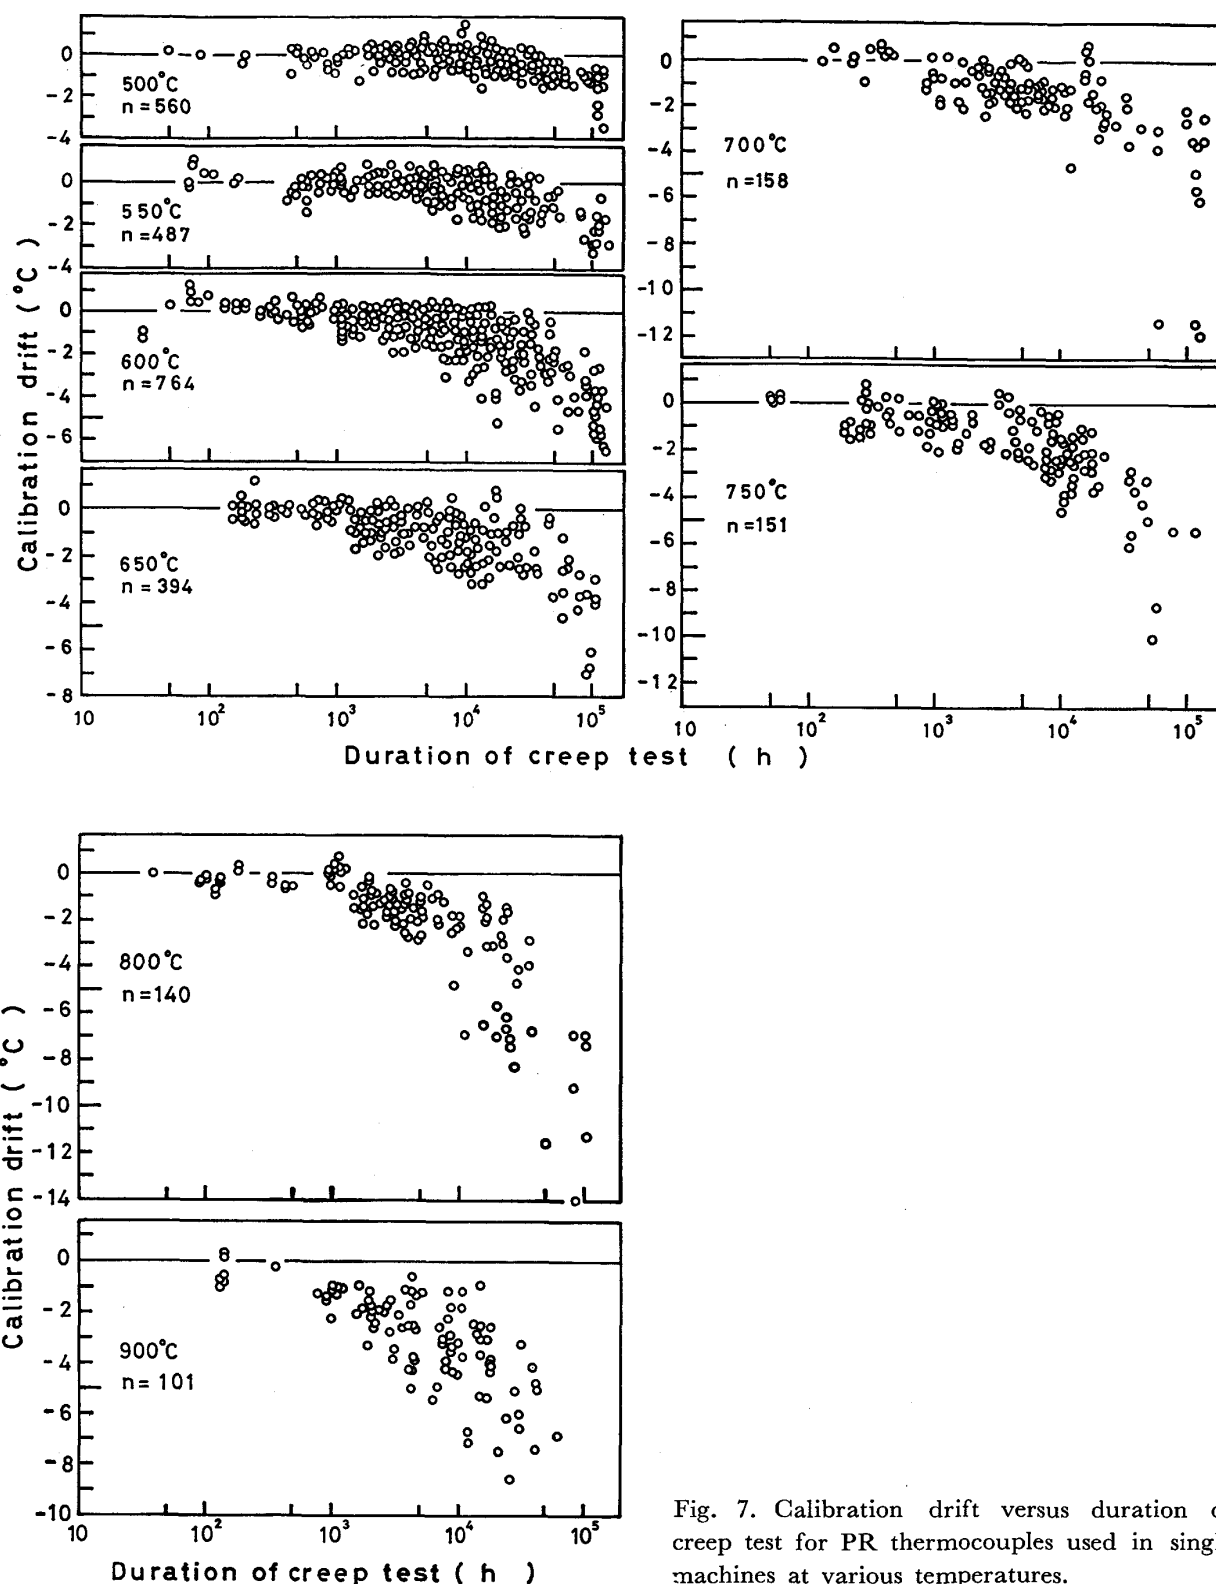 0
-2
-4
500°C
n=560
0
-2
-4
550°C
n=487
0
-2
-4
-6
600°C
n=764
0
-2
-4
-6
-8
650°C
n=394
10 10² 10³ 10⁴ 10⁵
Calibration drift (°C)
0
-2
-4
-6
-8
-10
-12
700°C
n=158
0
-2
-4
-6
-8
-10
-12
750°C
n=151
10 10² 10³ 10⁴ 10⁵
Duration of creep test ( h )
0
-2
-4
-6
-8
-10
-12
-14
800°C
n=140
0
-2
-4
-6
-8
-10
900°C
n=101
10 10² 10³ 10⁴ 10⁵
Calibration drift (°C)
Duration of creep test ( h )
Fig. 7. Calibration drift versus duration
creep test for PR thermocouples used in
machines at various temperatures.